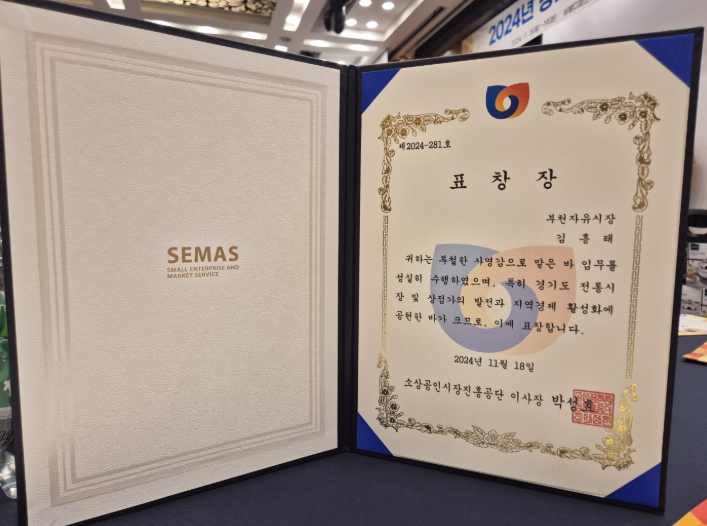 2024년
SEMAS
SMALL ENTERPRISE AND
MARKET SERVICE
제2024-281호
표 창 장
부천자유시장
김 흥 래
귀하는 특철한 사명감으로 맡은 바 임무를
성실히 수행하였으며, 특히 경기도 전통시
장 및 상점가의 발전과 지역경제 활성화에
공헌한 바가 크므로, 이에 표창합니다.
2024년 11월 18일
소상공인시장진흥공단 이사장 박성효